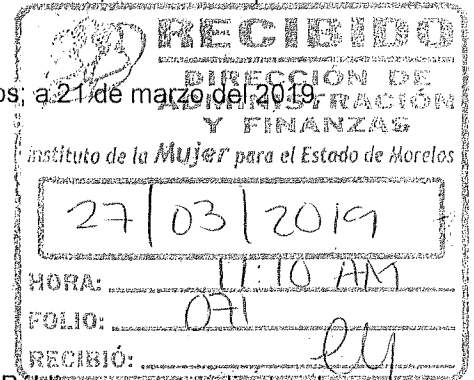 RECIBIDO
DIRECCIÓN DE
os; a 21 de marzo del 2019
ADMINISTRACIÓN
Y FINANZAS
Instituto de la Mujer para el Estado de Morelos
27/03/2019
HORA: 11:10 AM
FOLIO: 071
RECIBIÓ: